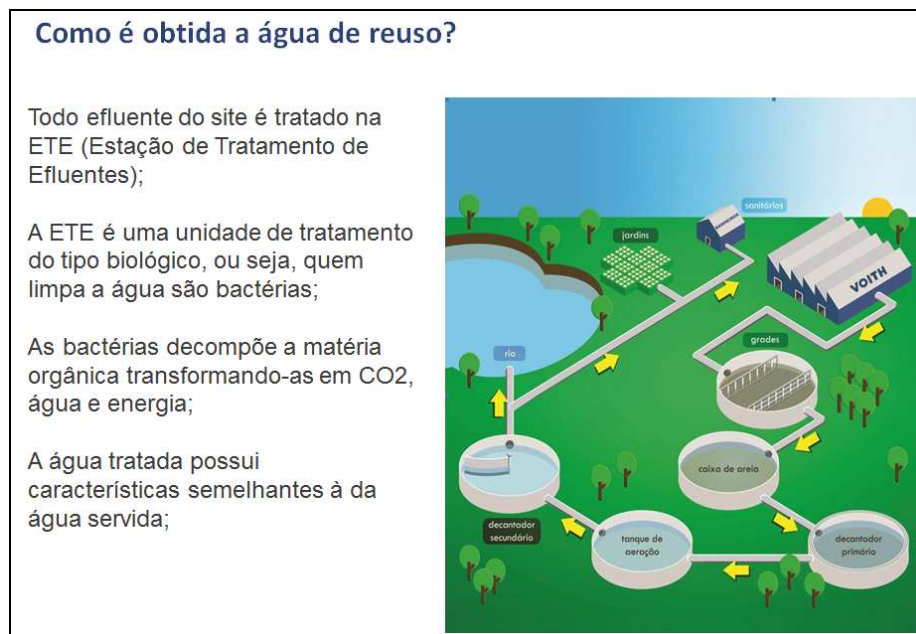 Como é obtida a água de reuso?
Todo efluente do site é tratado na
ETE (Estação de Tratamento de
Efluentes);
A ETE é uma unidade de tratamento
do tipo biológico, ou seja, quem
limpa a água são bactérias;
As bactérias decompõe a matéria
orgânica transformando-as em CO2,
água e energia;
A água tratada possui
características semelhantes à da
água servida;
sanitários
jardins
VOITH
rio
grades
caixa de areia
decantador
secundário
tanque de
aeração
decantador
primário